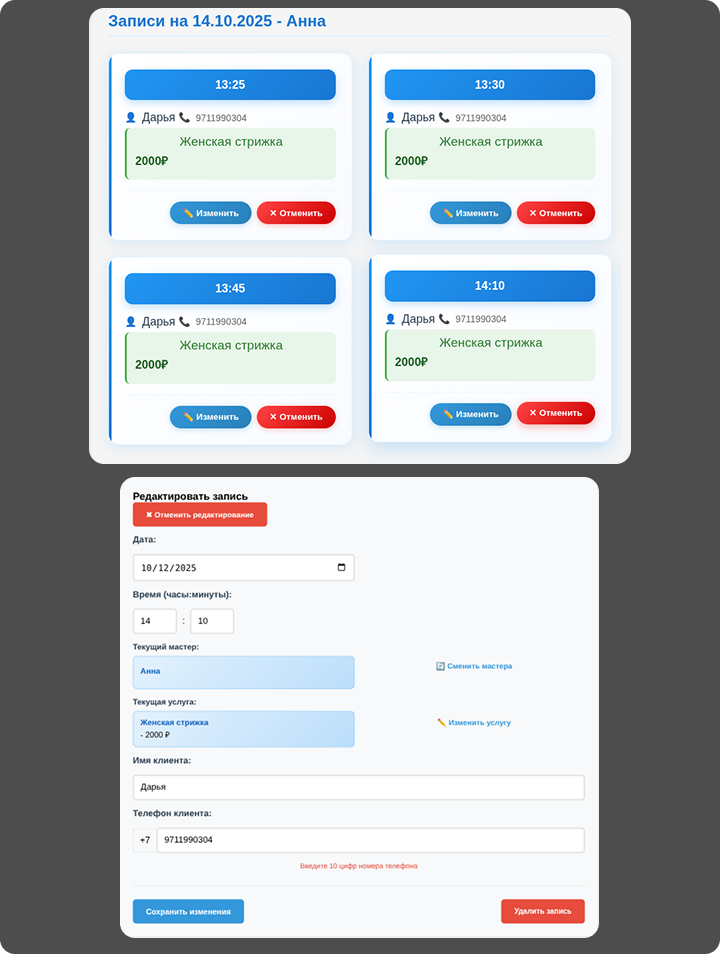 Записи на 14.10.2025 - Анна
13:25
Дарья 9711990304
Женская стрижка
2000₽
Изменить
Отменить
13:30
Дарья 9711990304
Женская стрижка
2000₽
Изменить
Отменить
13:45
Дарья 9711990304
Женская стрижка
2000₽
Изменить
Отменить
14:10
Дарья 9711990304
Женская стрижка
2000₽
Изменить
Отменить
Редактировать запись
Отменить редактирование
Дата:
10/12/2025
Время (часы:минуты):
14 : 10
Текущий мастер:
Анна
Сменить мастера
Текущая услуга:
Женская стрижка
- 2000 ₽
Изменить услугу
Имя клиента:
Дарья
Телефон клиента:
+7 9711990304
Введите 10 цифр номера телефона
Сохранить изменения
Удалить запись